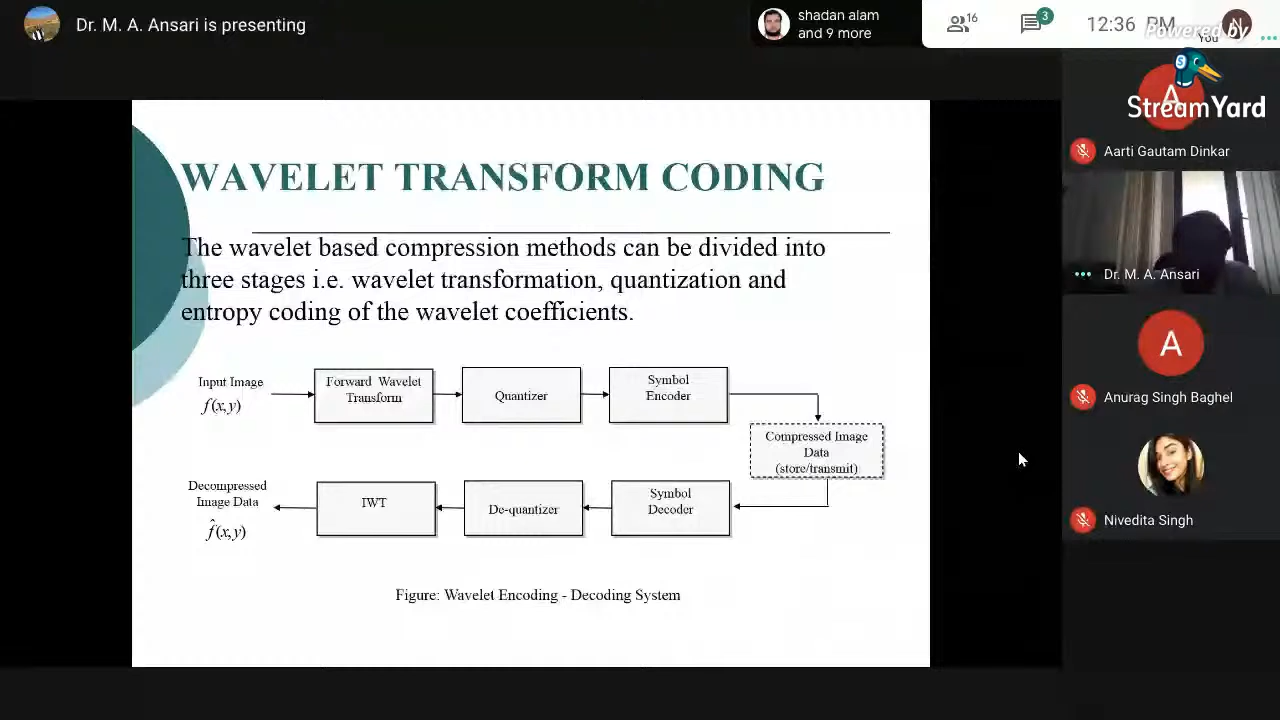 Dr. M. A. Ansari is presenting
shadan alam
and 9 more
16
3
12:36 PM
You
N
Powered by
StreamYard
A
Aarti Gautam Dinkar
Dr. M. A. Ansari
A
Anurag Singh Baghel
Nivedita Singh
WAVELET TRANSFORM CODING
The wavelet based compression methods can be divided into
three stages i.e. wavelet transformation, quantization and
entropy coding of the wavelet coefficients.
Input Image
f(x,y)
Forward Wavelet
Transform
Quantizer
Symbol
Encoder
Compressed Image
Data
(store/transmit)
Symbol
Decoder
De-quantizer
IWT
Decompressed
Image Data
f̂(x,y)
Figure: Wavelet Encoding - Decoding System